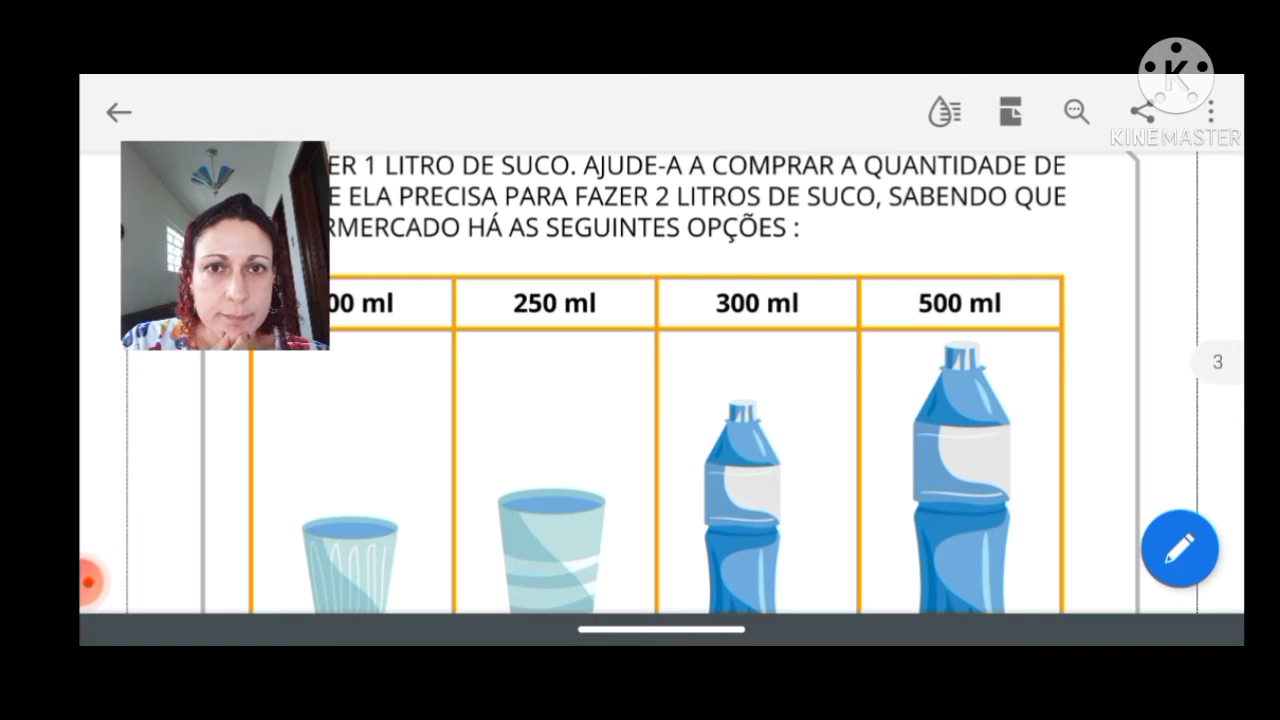 KINEMASTER
ER 1 LITRO DE SUCO. AJUDE-A A COMPRAR A QUANTIDADE DE
E ELA PRECISA PARA FAZER 2 LITROS DE SUCO, SABENDO QUE
RMERCADO HÁ AS SEGUINTES OPÇÕES :
00 ml 250 ml 300 ml 500 ml
3